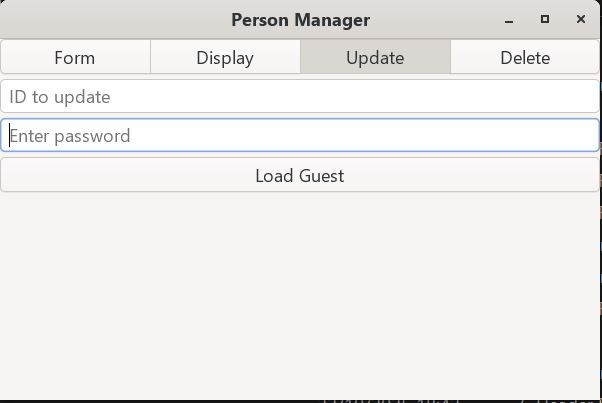 Person Manager
Form Display Update Delete
ID to update
Enter password
Load Guest